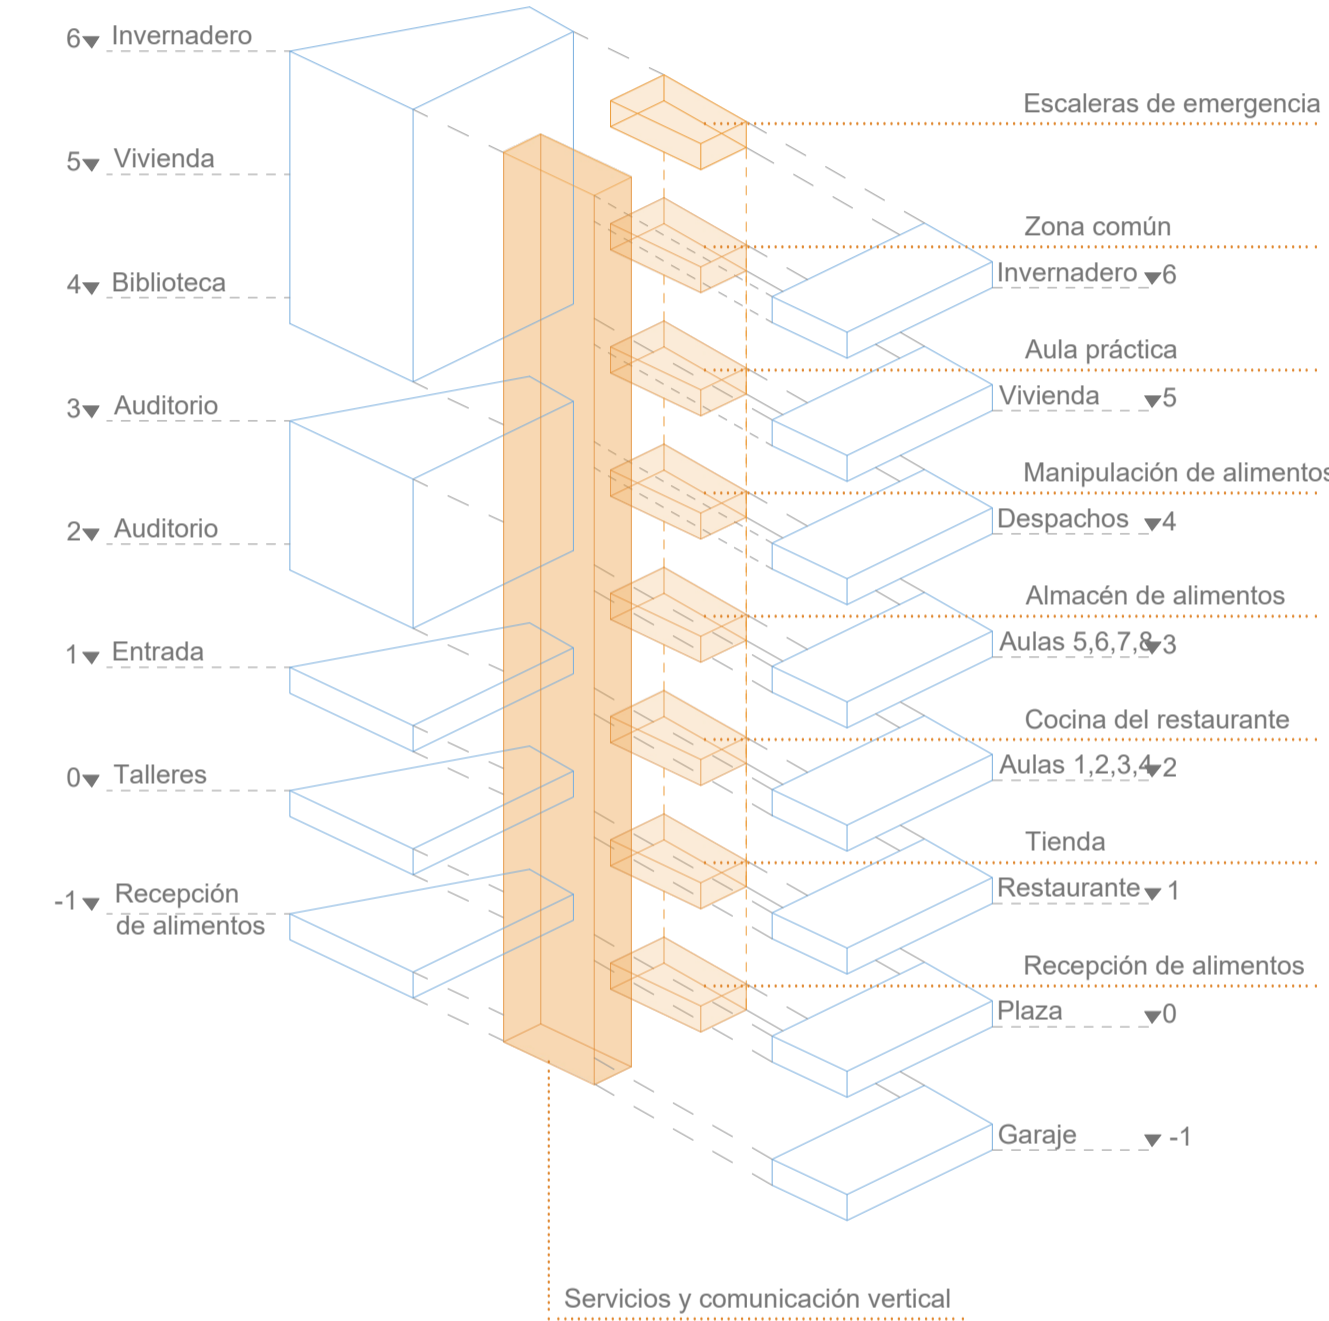 6 Invernadero
5 Vivienda
4 Biblioteca
3 Auditorio
2 Auditorio
1 Entrada
0 Talleres
-1 Recepción
de alimentos
Escaleras de emergencia
Zona común
Invernadero 6
Aula práctica
Vivienda 5
Manipulación de alimentos
Despachos 4
Almacén de alimentos
Aulas 5,6,7,8 3
Cocina del restaurante
Aulas 1,2,3,4 2
Tienda
Restaurante 1
Recepción de alimentos
Plaza 0
Garaje -1
Servicios y comunicación vertical